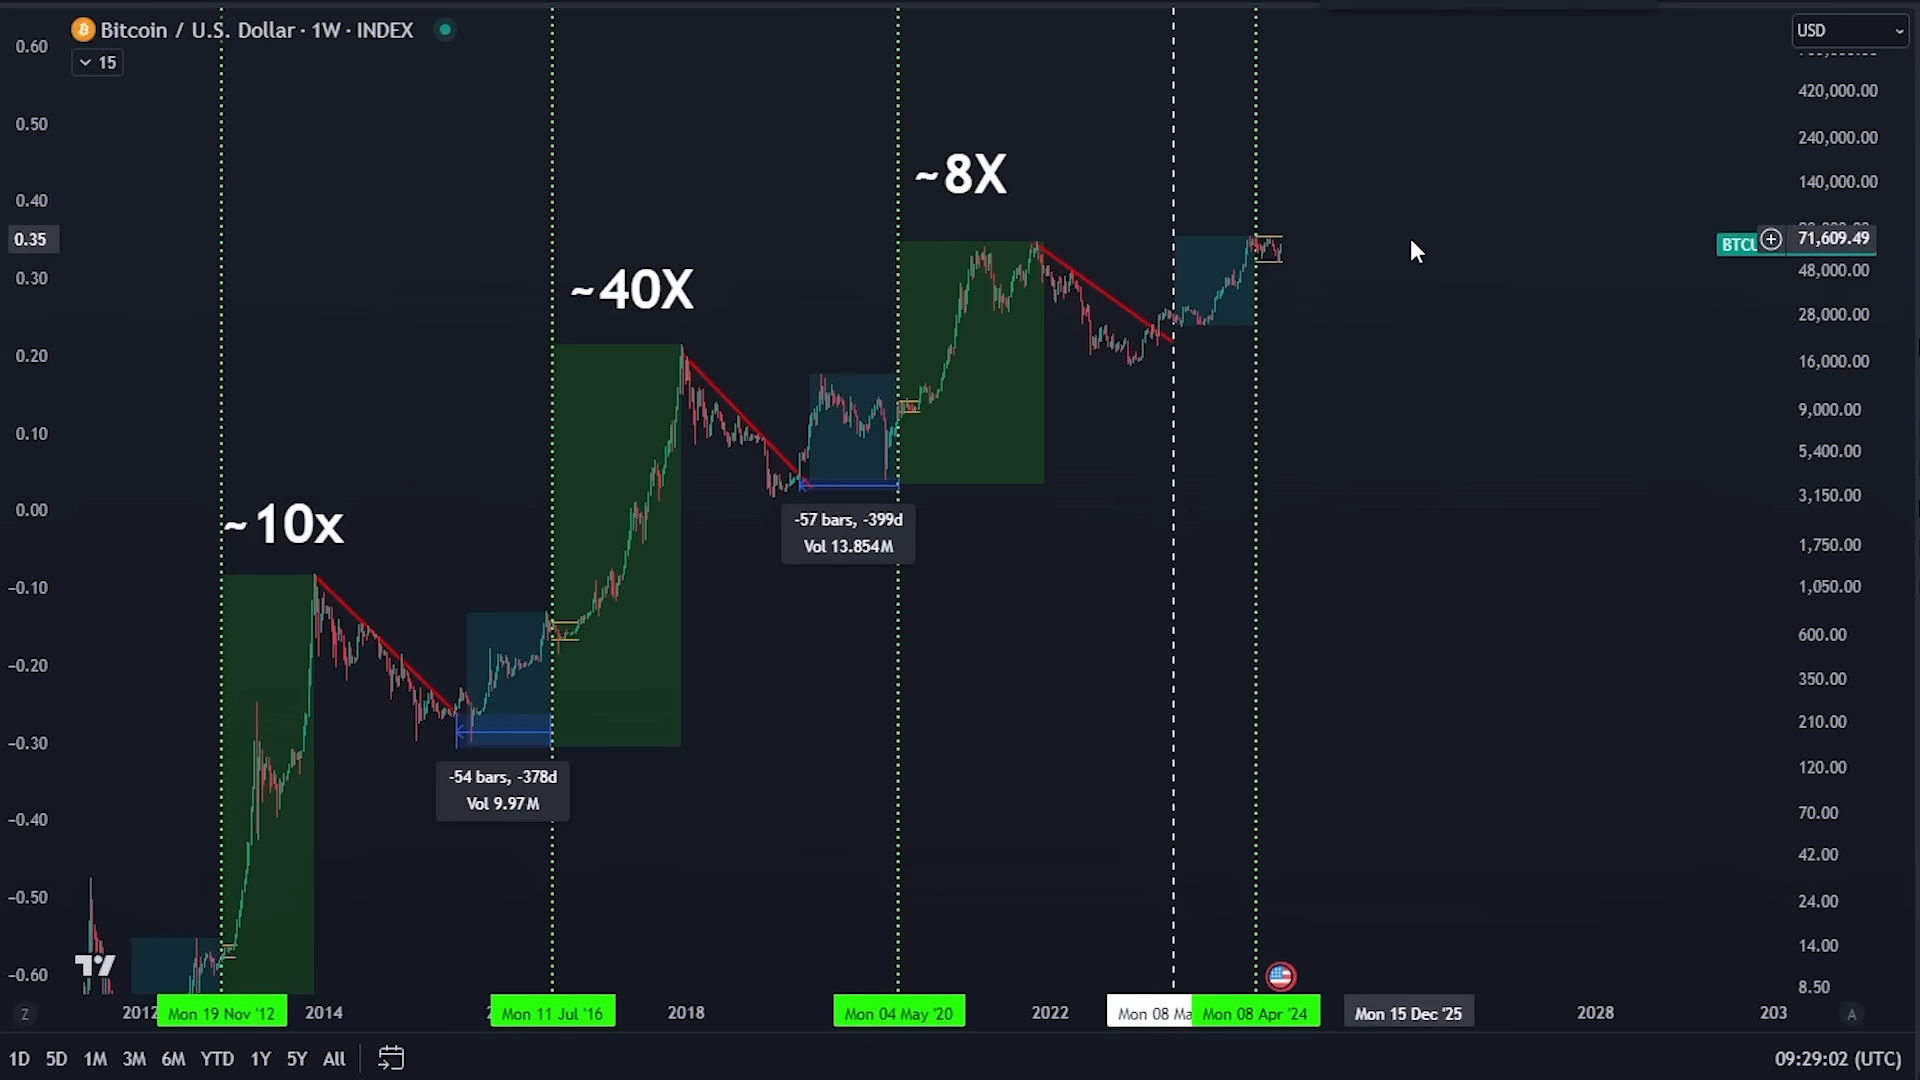 Bitcoin / U.S. Dollar · 1W · INDEX
15
USD
0.60
0.50
0.40
0.35
0.30
0.20
0.10
0.00
−0.10
−0.20
−0.30
−0.40
−0.50
−0.60
~10x
~40X
~8X
-54 bars, -378d
Vol 9.97M
-57 bars, -399d
Vol 13.854M
420,000.00
240,000.00
140,000.00
71,609.49
48,000.00
28,000.00
16,000.00
9,000.00
5,400.00
3,150.00
1,750.00
1,050.00
600.00
350.00
210.00
120.00
70.00
42.00
24.00
14.00
8.50
Z
2012
Mon 19 Nov '12
2014
Mon 11 Jul '16
2018
Mon 04 May '20
2022
Mon 08 Ma
Mon 08 Apr '24
Mon 15 Dec '25
2028
203
A
1D 5D 1M 3M 6M YTD 1Y 5Y All
09:29:02 (UTC)